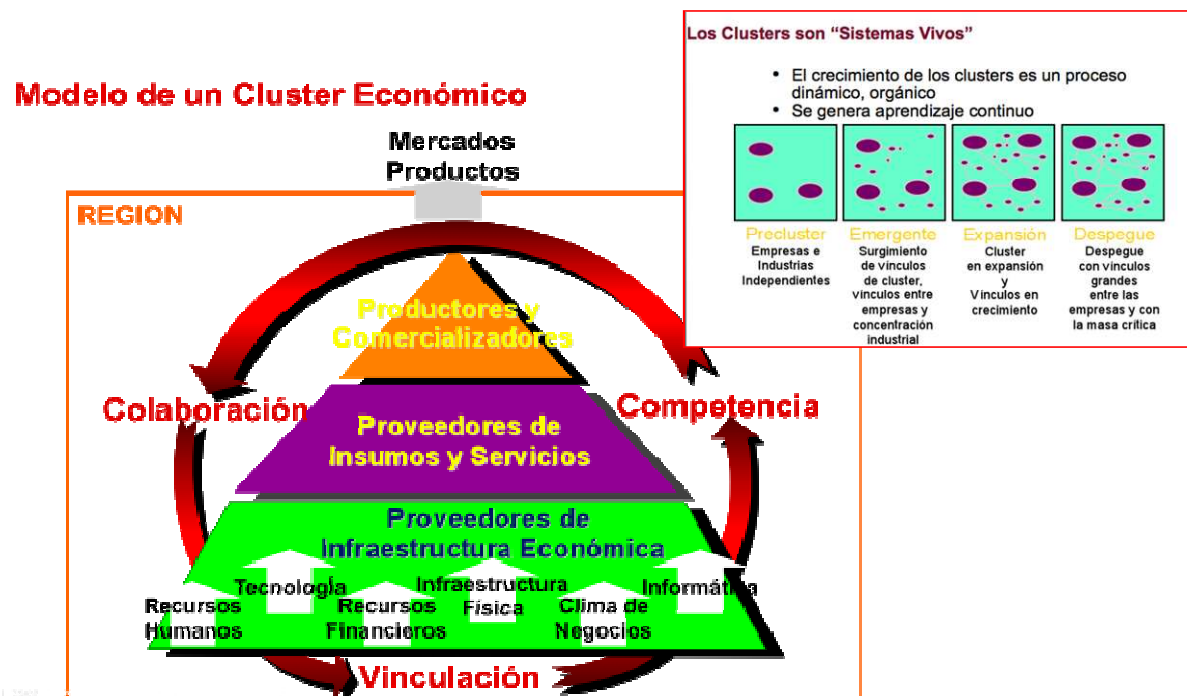 Modelo de un Cluster Económico
Mercados
Productos
REGION
Productores y
Comercializadores
Colaboración
Competencia
Proveedores de
Insumos y Servicios
Proveedores de
Infraestructura Económica
Tecnología
Infraestructura
Física
Informática
Recursos
Humanos
Recursos
Financieros
Clima de
Negocios
Vinculación
Los Clusters son “Sistemas Vivos”
• El crecimiento de los clusters es un proceso
dinámico, orgánico
• Se genera aprendizaje continuo
Precluster
Empresas e
Industrias
Independientes
Emergente
Surgimiento
de vínculos
de cluster,
vínculos entre
empresas y
concentración
industrial
Expansión
Cluster
en expansión
y
Vínculos en
crecimiento
Despegue
Despegue
con vínculos
grandes
entre las
empresas y con
la masa crítica